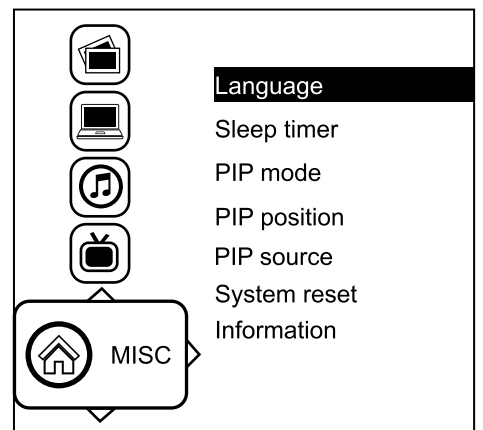 Language
Sleep timer
PIP mode
PIP position
PIP source
System reset
Information
MISC